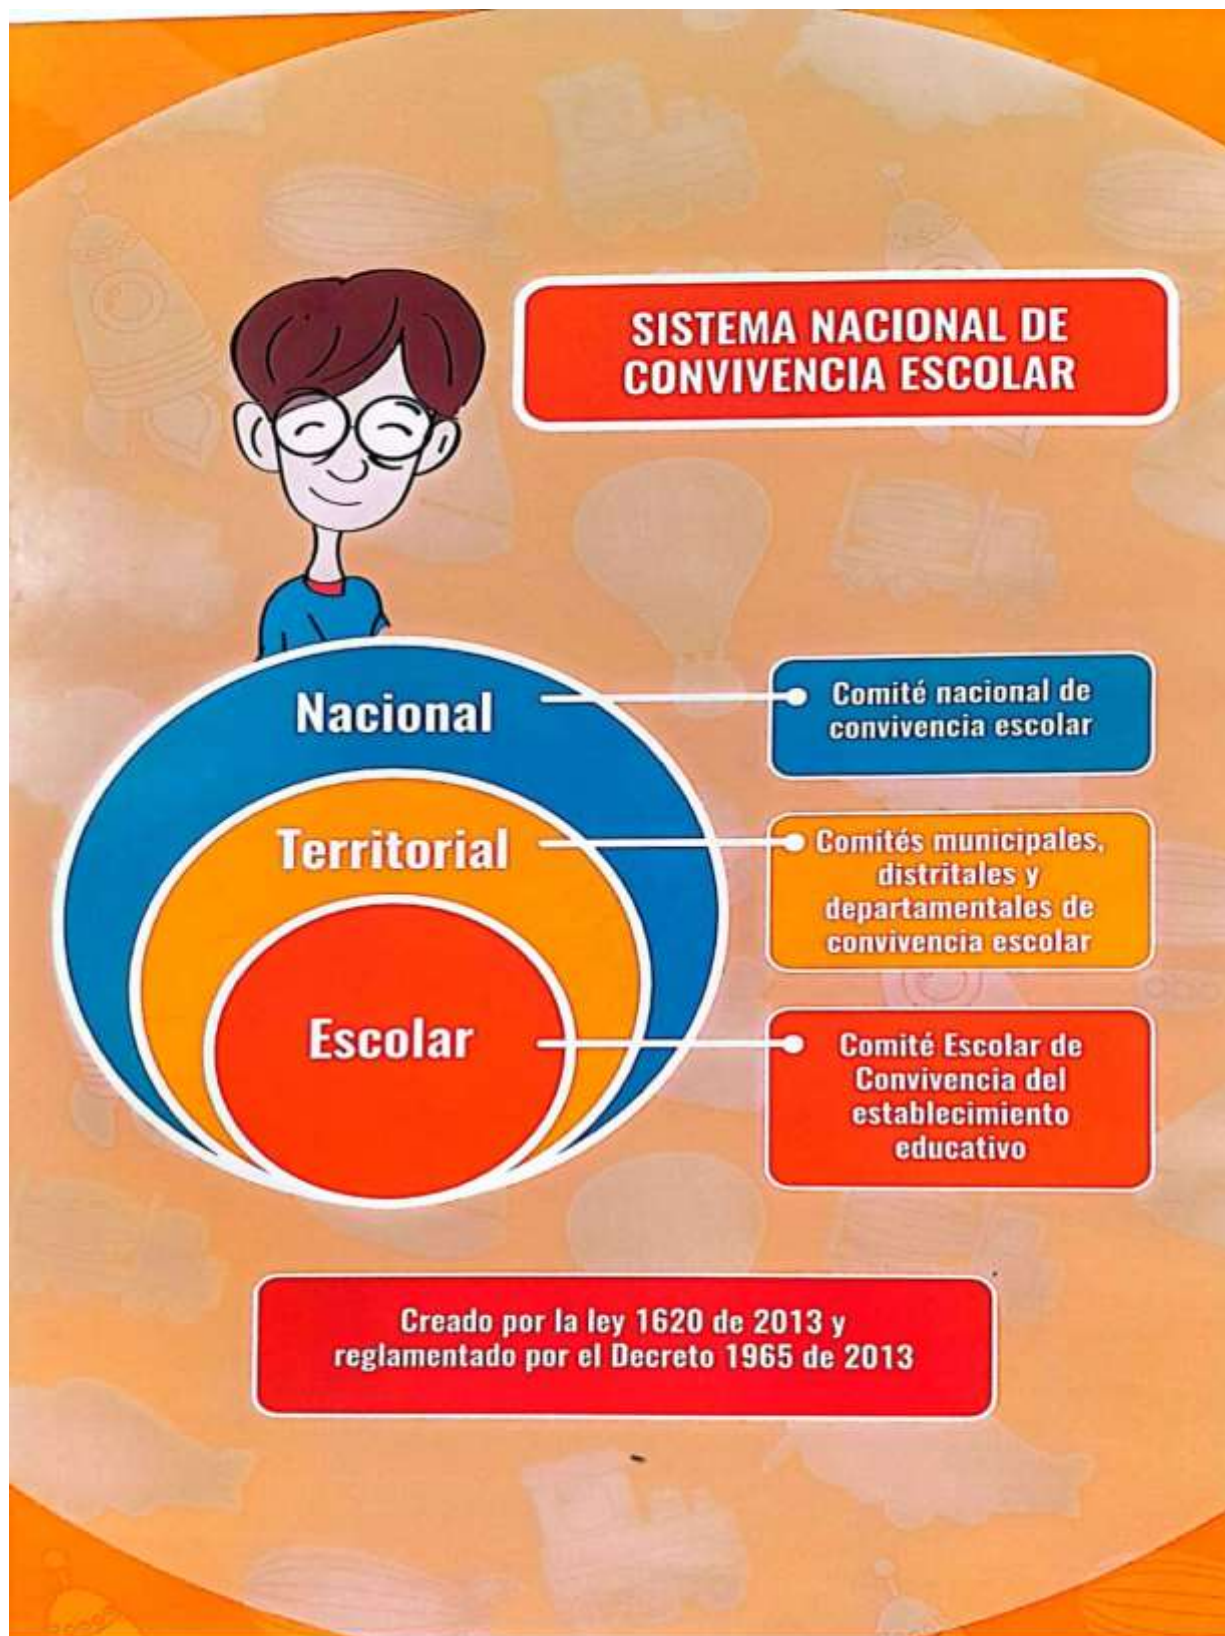 SISTEMA NACIONAL DE
CONVIVENCIA ESCOLAR
Nacional
Comité nacional de
convivencia escolar
Territorial
Comités municipales,
distritales y
departamentales de
convivencia escolar
Escolar
Comité Escolar de
Convivencia del
establecimiento
educativo
Creado por la ley 1620 de 2013 y
reglamentado por el Decreto 1965 de 2013